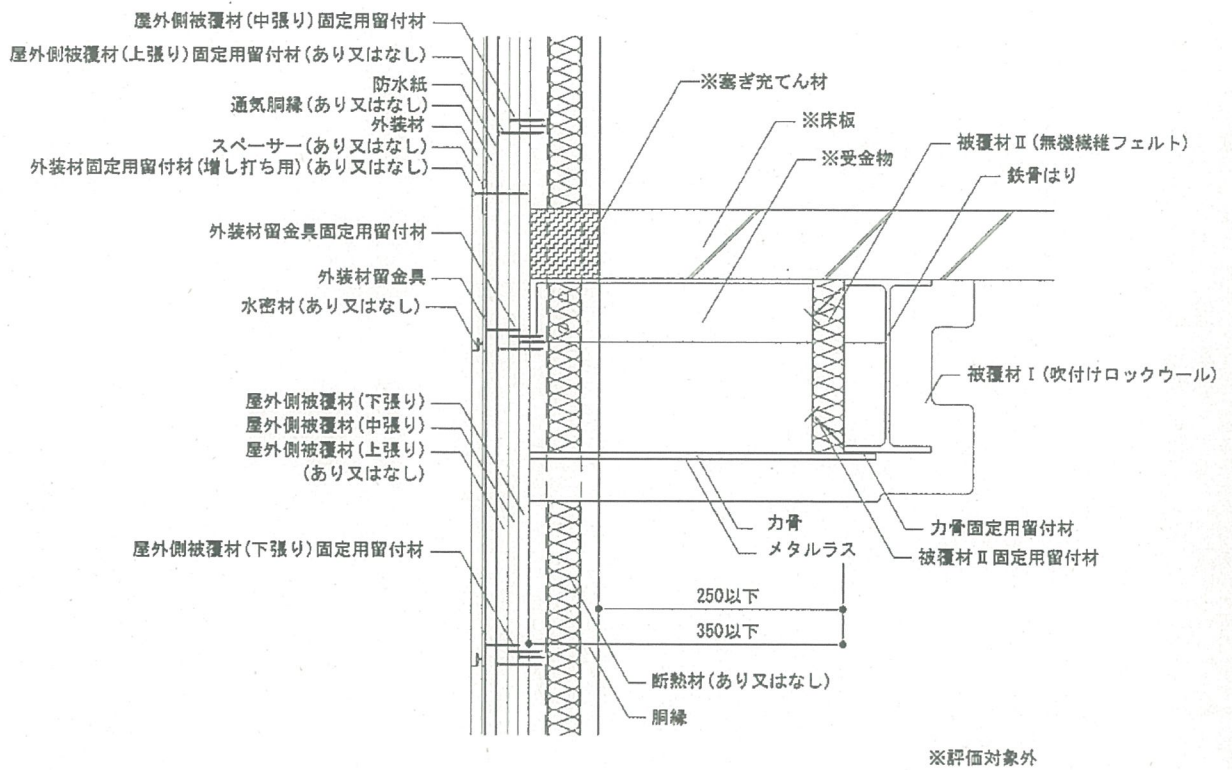 屋外側被覆材(中張り)固定用留付材
屋外側被覆材(上張り)固定用留付材(あり又はなし)
防水紙
通気胴縁(あり又はなし)
外装材
スペーサー(あり又はなし)
外装材固定用留付材(増し打ち用)(あり又はなし)
外装材留金具固定用留付材
外装材留金具
水密材(あり又はなし)
屋外側被覆材(下張り)
屋外側被覆材(中張り)
屋外側被覆材(上張り)
(あり又はなし)
屋外側被覆材(下張り)固定用留付材
※塞ぎ充てん材
※床板
※受金物
被覆材Ⅱ(無機繊維フェルト)
鉄骨はり
被覆材Ⅰ(吹付けロックウール)
力骨
メタルラス
力骨固定用留付材
被覆材Ⅱ固定用留付材
250以下
350以下
断熱材(あり又はなし)
胴縁
※評価対象外